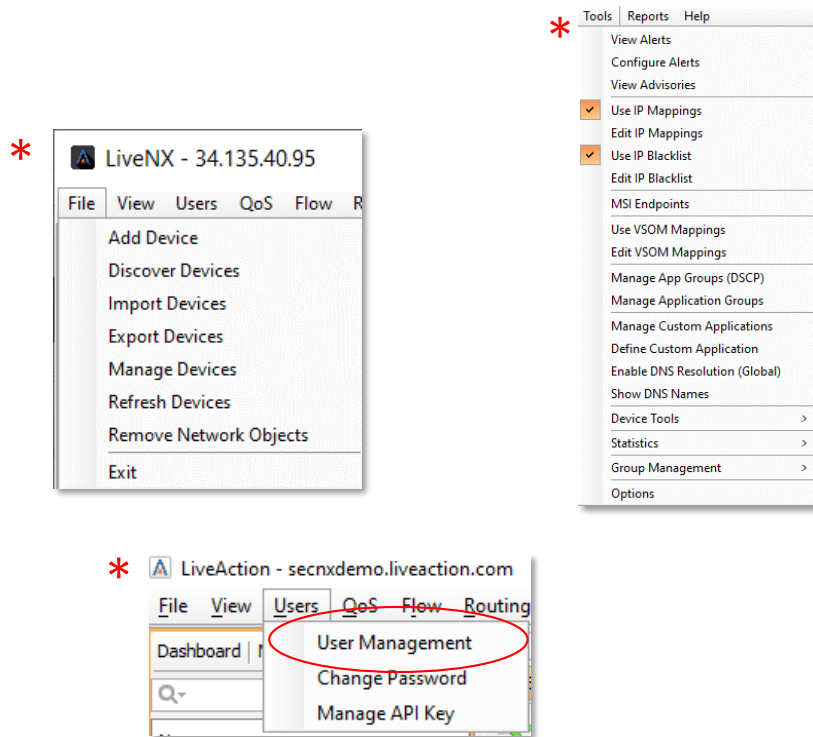 Tools Reports Help
View Alerts
Configure Alerts
View Advisories
Use IP Mappings
Edit IP Mappings
Use IP Blacklist
Edit IP Blacklist
MSI Endpoints
Use VSOM Mappings
Edit VSOM Mappings
Manage App Groups (DSCP)
Manage Application Groups
Manage Custom Applications
Define Custom Application
Enable DNS Resolution (Global)
Show DNS Names
Device Tools >
Statistics >
Group Management >
Options
* LiveNX - 34.135.40.95
File View Users QoS Flow
Add Device
Discover Devices
Import Devices
Export Devices
Manage Devices
Refresh Devices
Remove Network Objects
Exit
* LiveAction - secnxdemo.liveaction.com
File View Users QoS Flow Routing
Dashboard
User Management
Change Password
Manage API Key